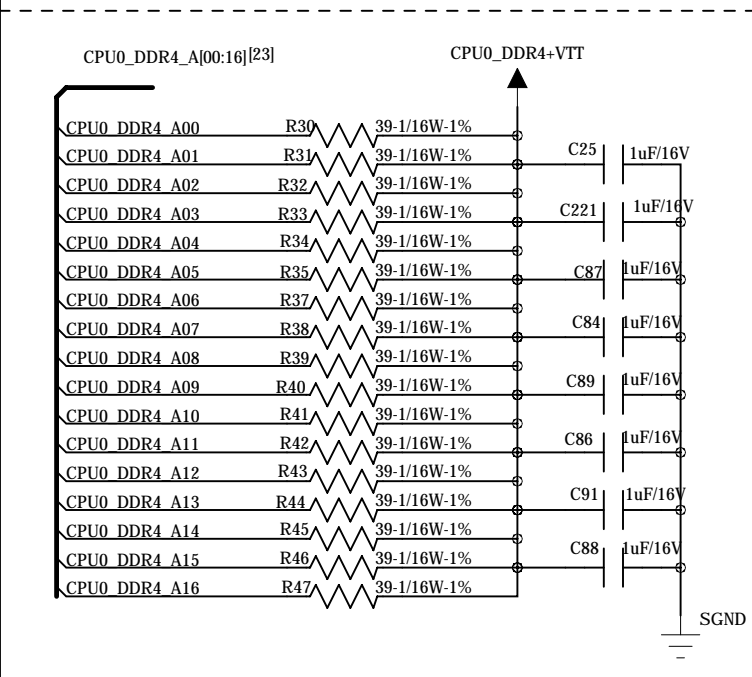 CPU0_DDR4_A[00:16][23] CPU0_DDR4+VTT
CPU0_DDR4_A00 R30 39-1/16W-1%
CPU0_DDR4_A01 R31 39-1/16W-1% C25 1uF/16V
CPU0_DDR4_A02 R32 39-1/16W-1%
CPU0_DDR4_A03 R33 39-1/16W-1% C221 1uF/16V
CPU0_DDR4_A04 R34 39-1/16W-1%
CPU0_DDR4_A05 R35 39-1/16W-1% C87 1uF/16V
CPU0_DDR4_A06 R37 39-1/16W-1%
CPU0_DDR4_A07 R38 39-1/16W-1% C84 1uF/16V
CPU0_DDR4_A08 R39 39-1/16W-1%
CPU0_DDR4_A09 R40 39-1/16W-1% C89 1uF/16V
CPU0_DDR4_A10 R41 39-1/16W-1%
CPU0_DDR4_A11 R42 39-1/16W-1% C86 1uF/16V
CPU0_DDR4_A12 R43 39-1/16W-1%
CPU0_DDR4_A13 R44 39-1/16W-1% C91 1uF/16V
CPU0_DDR4_A14 R45 39-1/16W-1%
CPU0_DDR4_A15 R46 39-1/16W-1% C88 1uF/16V
CPU0_DDR4_A16 R47 39-1/16W-1%
SGND